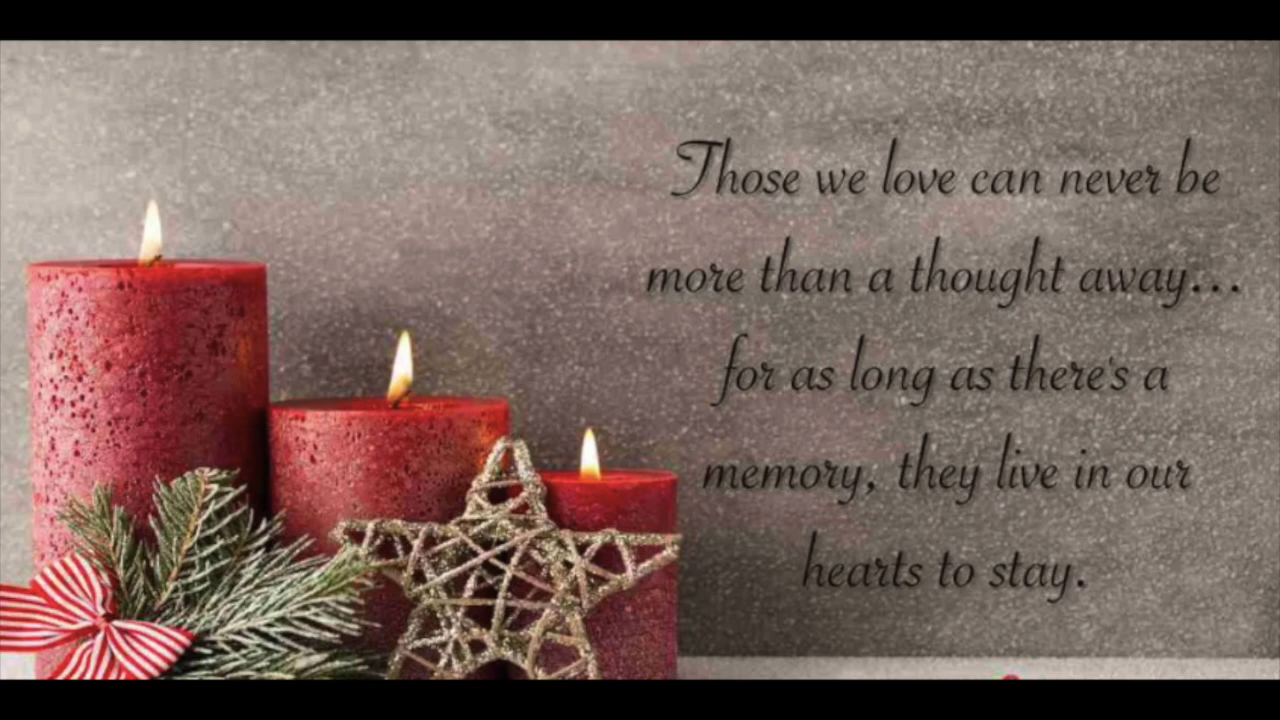 Those we love can never be
more than a thought away...
for as long as there's a
memory, they live in our
hearts to stay.